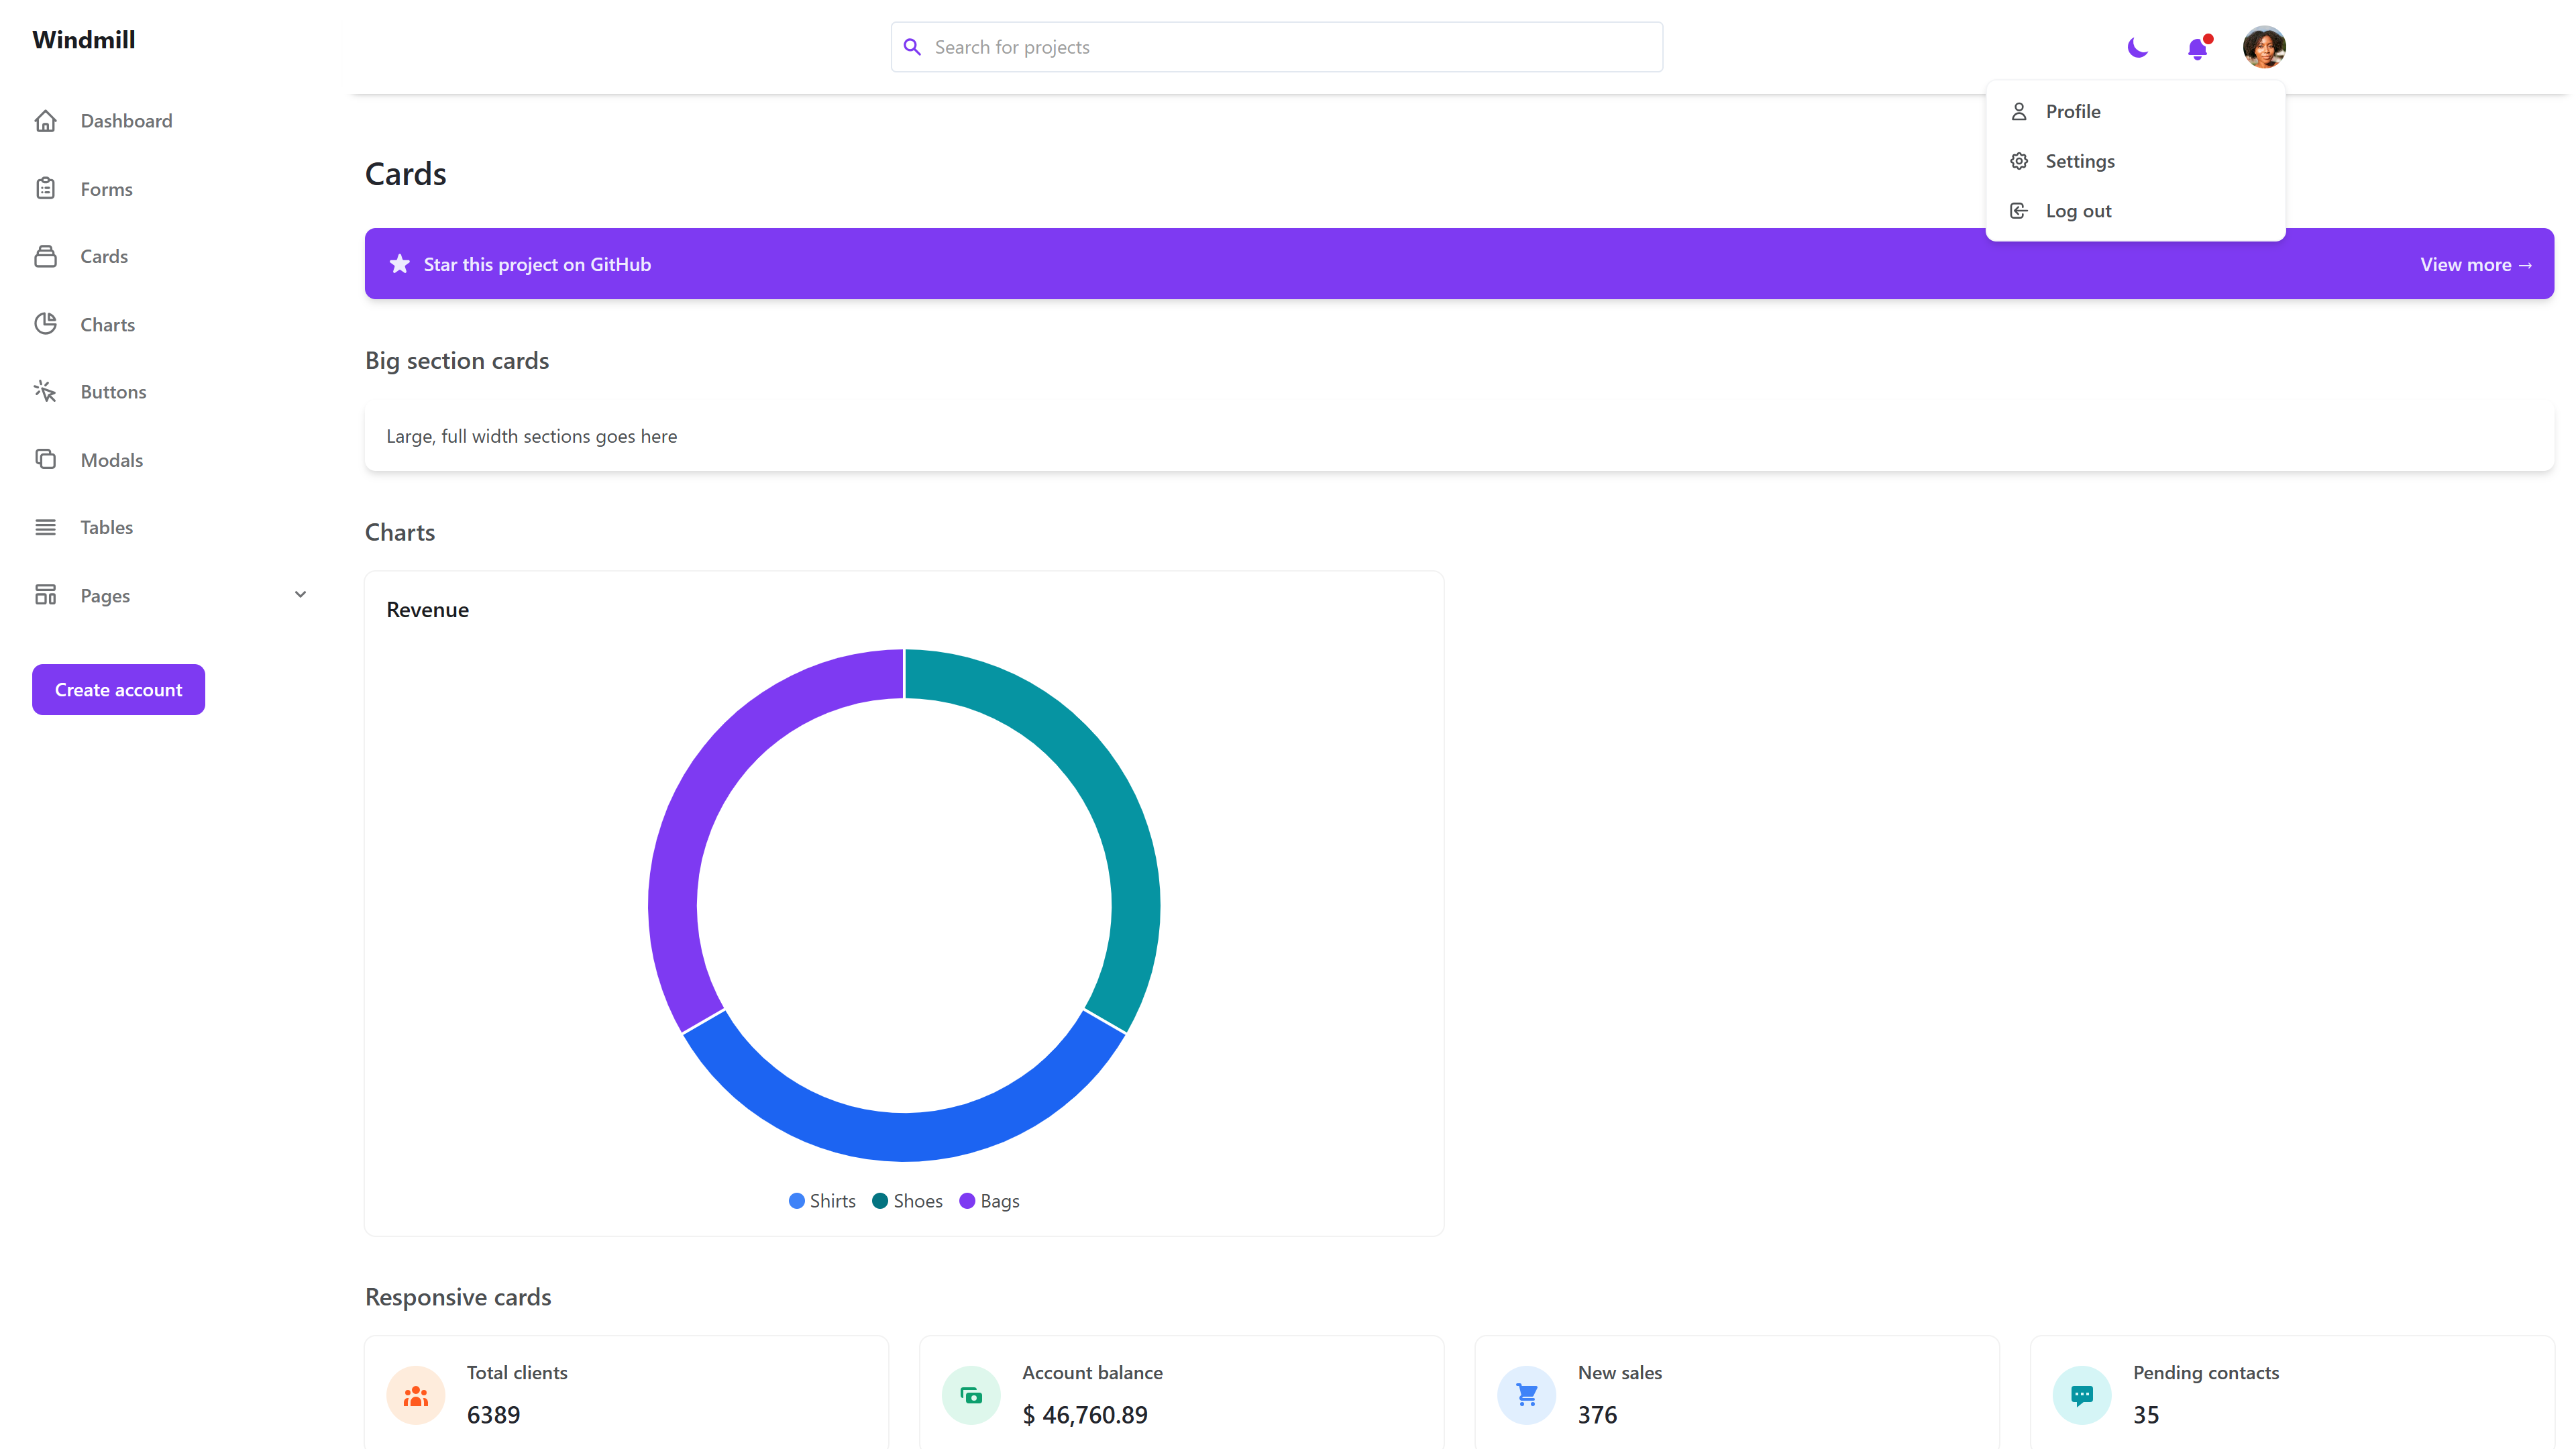 Windmill
Search for projects
Dashboard
Forms
Cards
Charts
Buttons
Modals
Tables
Pages
Create account
Profile
Settings
Log out
Cards
Star this project on GitHub
View more →
Big section cards
Large, full width sections goes here
Charts
Revenue
Shirts Shoes Bags
Responsive cards
Total clients
6389
Account balance
$ 46,760.89
New sales
376
Pending contacts
35